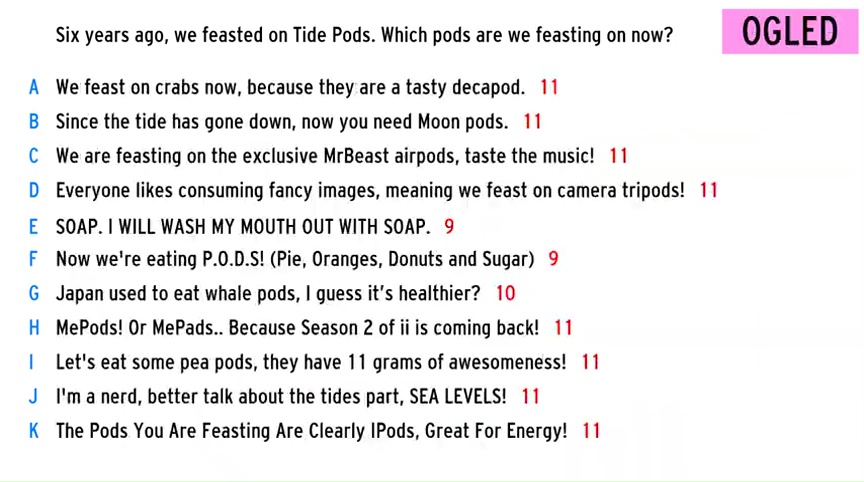 Six years ago, we feasted on Tide Pods. Which pods are we feasting on now?
OGLED
A We feast on crabs now, because they are a tasty decapod. 11
B Since the tide has gone down, now you need Moon pods. 11
C We are feasting on the exclusive MrBeast airpods, taste the music! 11
D Everyone likes consuming fancy images, meaning we feast on camera tripods! 11
E SOAP. I WILL WASH MY MOUTH OUT WITH SOAP. 9
F Now we're eating P.O.D.S! (Pie, Oranges, Donuts and Sugar) 9
G Japan used to eat whale pods, I guess it’s healthier? 10
H MePods! Or MePads.. Because Season 2 of ii is coming back! 11
I Let's eat some pea pods, they have 11 grams of awesomeness! 11
J I'm a nerd, better talk about the tides part, SEA LEVELS! 11
K The Pods You Are Feasting Are Clearly IPods, Great For Energy! 11